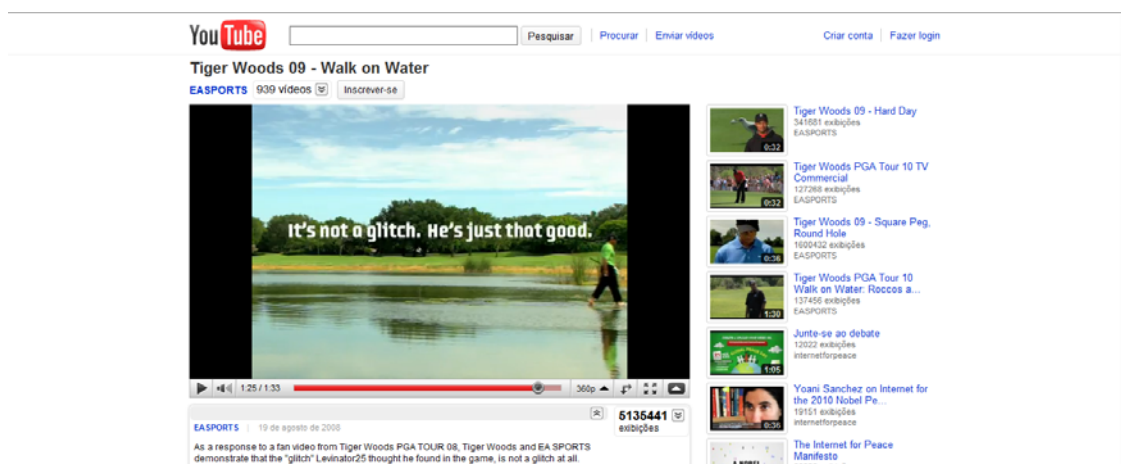 YouTube
Pesquisar
Procurar
Enviar vídeos
Criar conta
Fazer login
Tiger Woods 09 - Walk on Water
EASPORTS 939 vídeos
Inscrever-se
It's not a glitch. He's just that good.
1:25 / 1:33
360p
EASPORTS 19 de agosto de 2008
5135441
exibições
As a response to a fan video from Tiger Woods PGA TOUR 08, Tiger Woods and EA SPORTS
demonstrate that the "glitch" Levinator25 thought he found in the game, is not a glitch at all.
0:32
Tiger Woods 09 - Hard Day
341681 exibições
EASPORTS
0:32
Tiger Woods PGA Tour 10 TV
Commercial
127268 exibições
EASPORTS
0:36
Tiger Woods 09 - Square Peg,
Round Hole
1600432 exibições
EASPORTS
1:30
Tiger Woods PGA Tour 10
Walk on Water: Roccos a...
137456 exibições
EASPORTS
1:05
Junte-se ao debate
12022 exibições
internetforpeace
0:36
Yoani Sanchez on Internet for
the 2010 Nobel Pe...
19151 exibições
internetforpeace
A NOBEL
The Internet for Peace
Manifesto